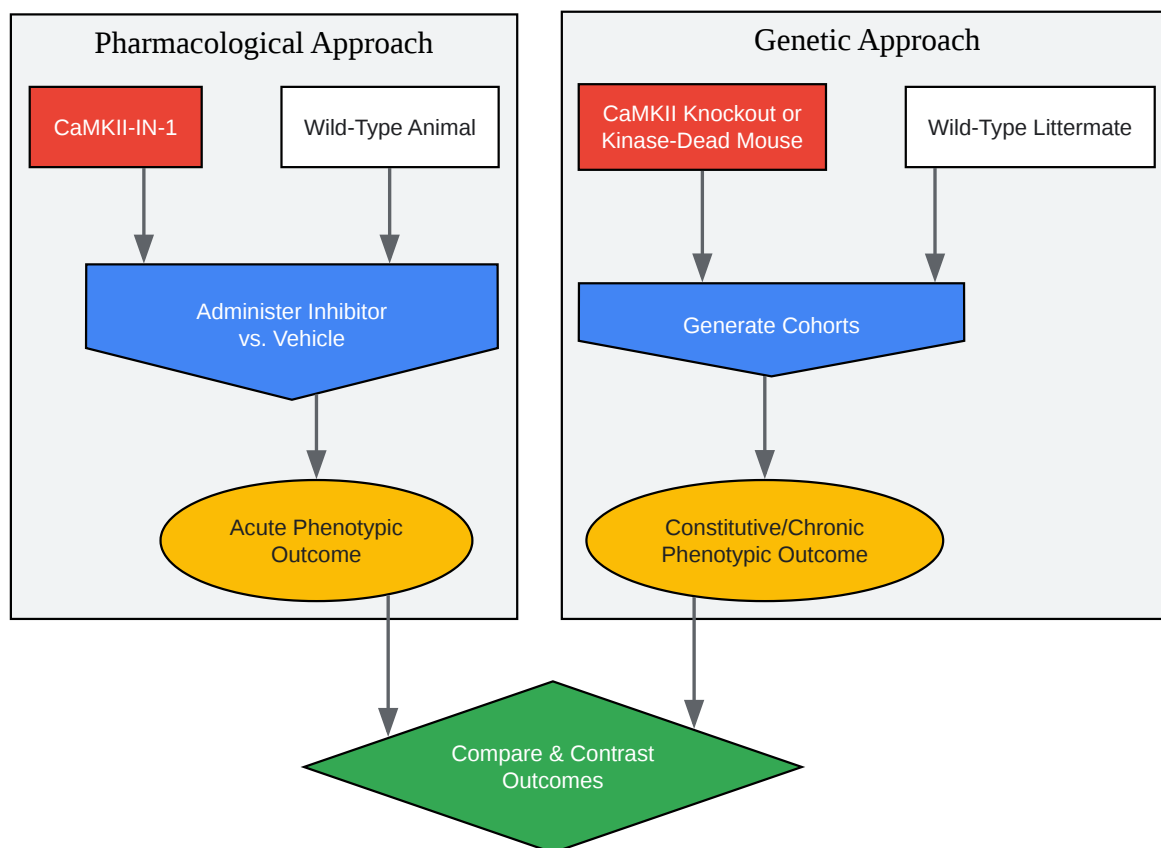 Pharmacological Approach
CaMKII-IN-1
Wild-Type Animal
Administer Inhibitor
vs. Vehicle
Acute Phenotypic
Outcome
Genetic Approach
CaMKII Knockout or
Kinase-Dead Mouse
Wild-Type Littermate
Generate Cohorts
Constitutive/Chronic
Phenotypic Outcome
Compare & Contrast
Outcomes